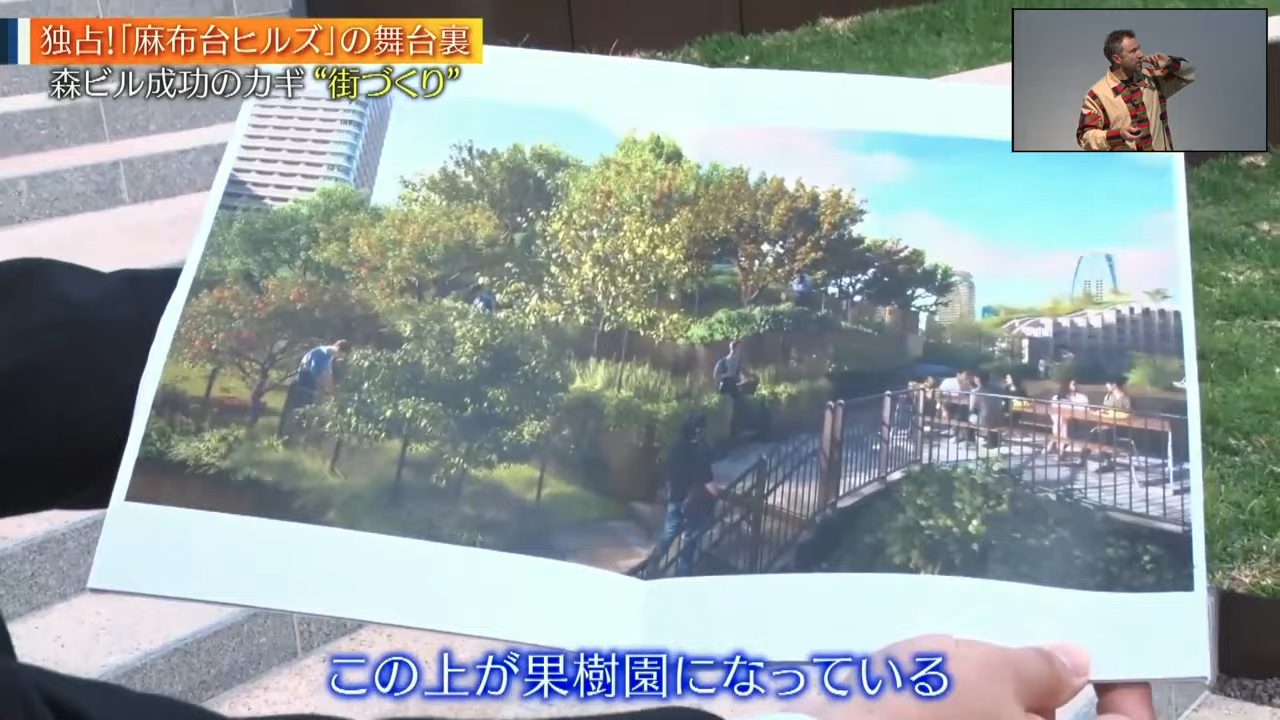 独占!「麻布台ヒルズ」の舞台裏
森ビル成功のカギ“街づくり”
この上が果樹園になっている